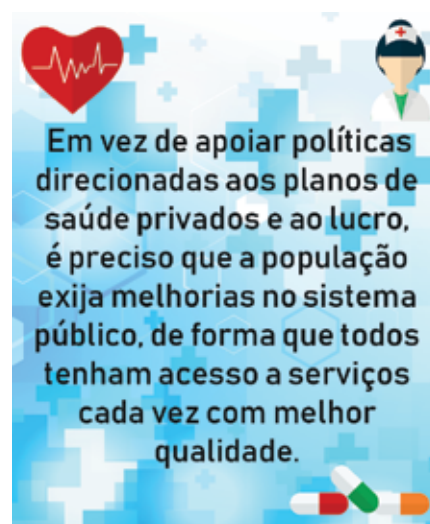 Em vez de apoiar políticas
direcionadas aos planos de
saúde privados e ao lucro,
é preciso que a população
exija melhorias no sistema
público, de forma que todos
tenham acesso a serviços
cada vez com melhor
qualidade.